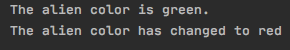 The alien color is green.
The alien color has changed to red